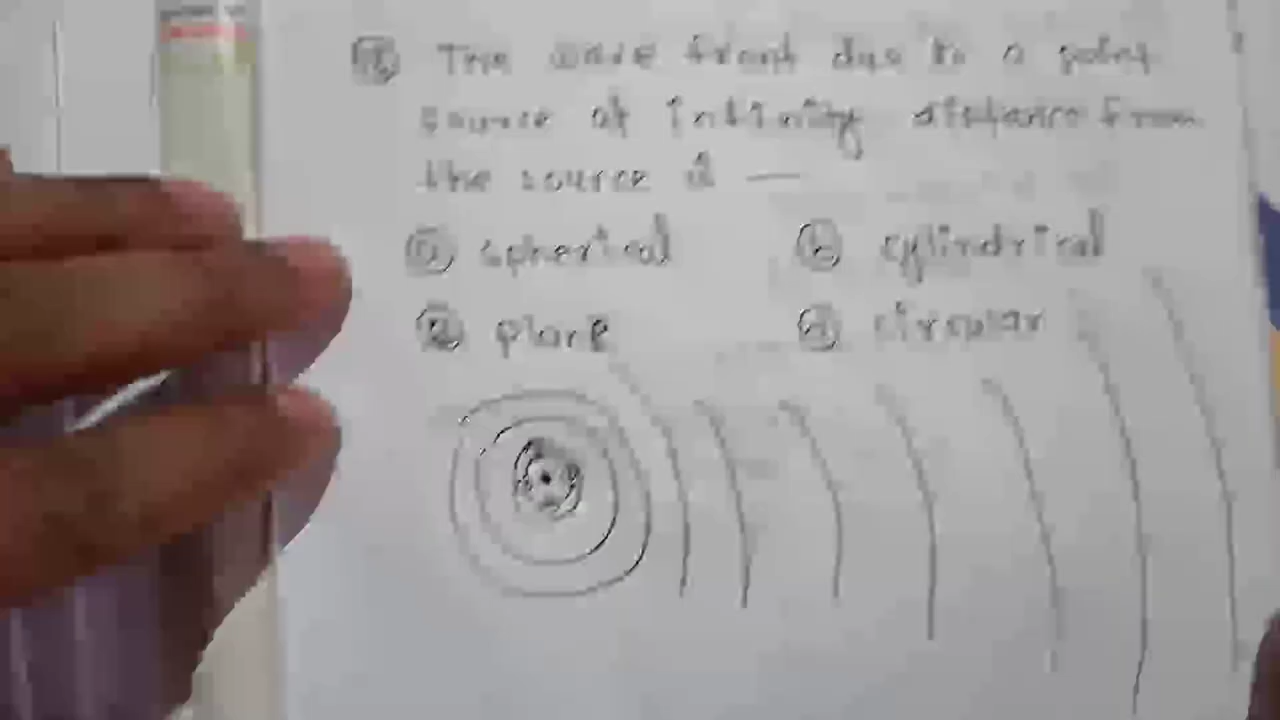 The wave front due to a point
source at infinity distance from
the source is —
(a) spherical (b) cylindrical
plane (d) circular